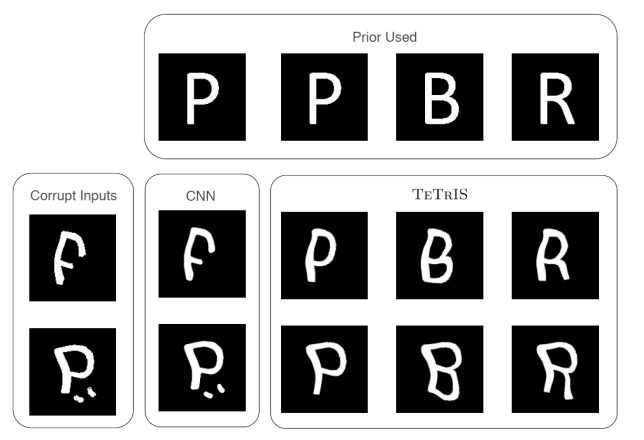 Prior Used
P P B R
Corrupt Inputs CNN TETRIS
P B R
P P P B R